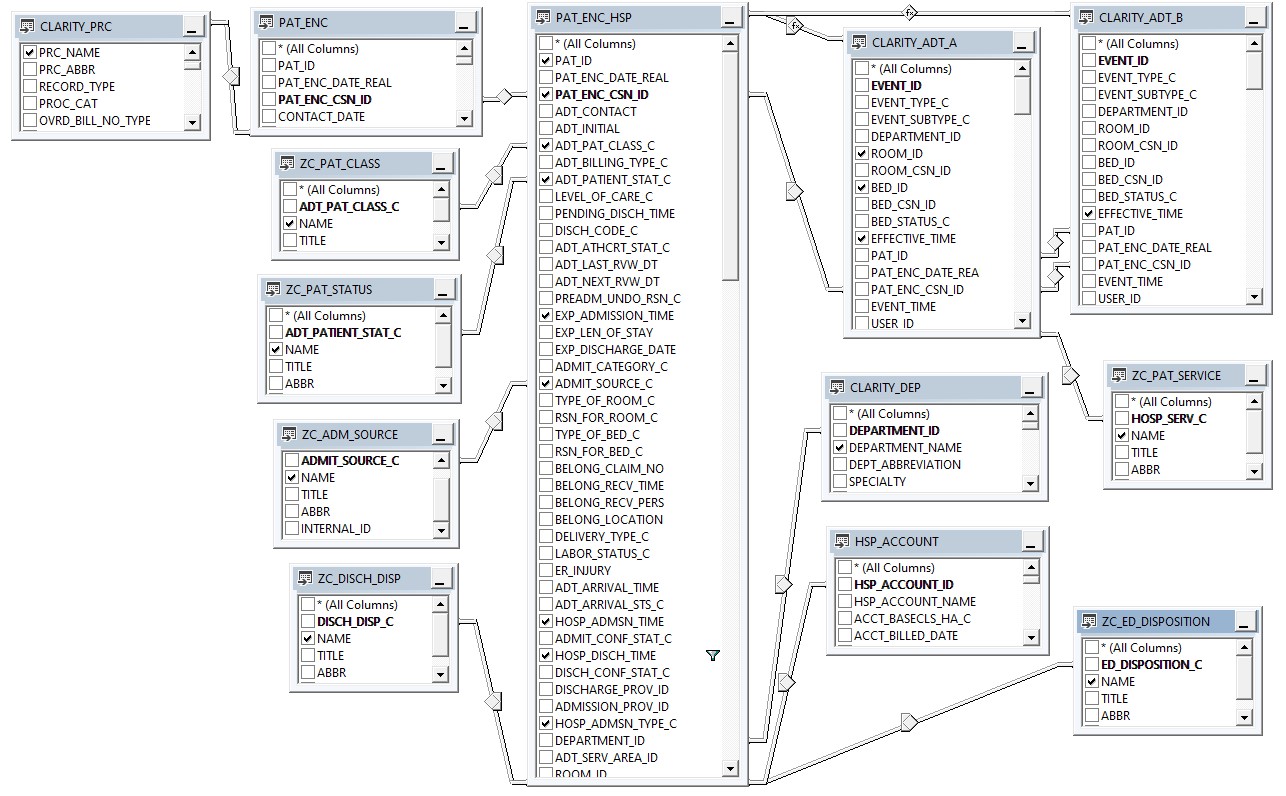 CLARITY_PRC
PRC_NAME
PRC_ABBR
RECORD_TYPE
PROC_CAT
OVRD_BILL_NO_TYPE
PAT_ENC
* (All Columns)
PAT_ID
PAT_ENC_DATE_REAL
PAT_ENC_CSN_ID
CONTACT_DATE
ZC_PAT_CLASS
* (All Columns)
ADT_PAT_CLASS_C
NAME
TITLE
ZC_PAT_STATUS
* (All Columns)
ADT_PATIENT_STAT_C
NAME
TITLE
ABBR
ZC_ADM_SOURCE
ADMIT_SOURCE_C
NAME
TITLE
ABBR
INTERNAL_ID
ZC_DISCH_DISP
* (All Columns)
DISCH_DISP_C
NAME
TITLE
ABBR
PAT_ENC_HSP
* (All Columns)
PAT_ID
PAT_ENC_DATE_REAL
PAT_ENC_CSN_ID
ADT_CONTACT
ADT_INITIAL
ADT_PAT_CLASS_C
ADT_BILLING_TYPE_C
ADT_PATIENT_STAT_C
LEVEL_OF_CARE_C
PENDING_DISCH_TIME
DISCH_CODE_C
ADT_ATHCRT_STAT_C
ADT_LAST_RVW_DT
ADT_NEXT_RVW_DT
PREADM_UNDO_RSN_C
EXP_ADMISSION_TIME
EXP_LEN_OF_STAY
EXP_DISCHARGE_DATE
ADMIT_CATEGORY_C
ADMIT_SOURCE_C
TYPE_OF_ROOM_C
RSN_FOR_ROOM_C
TYPE_OF_BED_C
RSN_FOR_BED_C
BELONG_CLAIM_NO
BELONG_RECV_TIME
BELONG_RECV_PERS
BELONG_LOCATION
DELIVERY_TYPE_C
LABOR_STATUS_C
ER_INJURY
ADT_ARRIVAL_TIME
ADT_ARRIVAL_STS_C
HOSP_ADMSN_TIME
ADMIT_CONF_STAT_C
HOSP_DISCH_TIME
DISCH_CONF_STAT_C
DISCHARGE_PROV_ID
ADMISSION_PROV_ID
HOSP_ADMSN_TYPE_C
DEPARTMENT_ID
ADT_SERV_AREA_ID
ROOM_ID
fx
fx
CLARITY_ADT_A
* (All Columns)
EVENT_ID
EVENT_TYPE_C
EVENT_SUBTYPE_C
DEPARTMENT_ID
ROOM_ID
ROOM_CSN_ID
BED_ID
BED_CSN_ID
BED_STATUS_C
EFFECTIVE_TIME
PAT_ID
PAT_ENC_DATE_REA
PAT_ENC_CSN_ID
EVENT_TIME
USER_ID
CLARITY_ADT_B
* (All Columns)
EVENT_ID
EVENT_TYPE_C
EVENT_SUBTYPE_C
DEPARTMENT_ID
ROOM_ID
ROOM_CSN_ID
BED_ID
BED_CSN_ID
BED_STATUS_C
EFFECTIVE_TIME
PAT_ID
PAT_ENC_DATE_REAL
PAT_ENC_CSN_ID
EVENT_TIME
USER_ID
CLARITY_DEP
* (All Columns)
DEPARTMENT_ID
DEPARTMENT_NAME
DEPT_ABBREVIATION
SPECIALTY
ZC_PAT_SERVICE
* (All Columns)
HOSP_SERV_C
NAME
TITLE
ABBR
HSP_ACCOUNT
* (All Columns)
HSP_ACCOUNT_ID
HSP_ACCOUNT_NAME
ACCT_BASECLS_HA_C
ACCT_BILLED_DATE
ZC_ED_DISPOSITION
* (All Columns)
ED_DISPOSITION_C
NAME
TITLE
ABBR